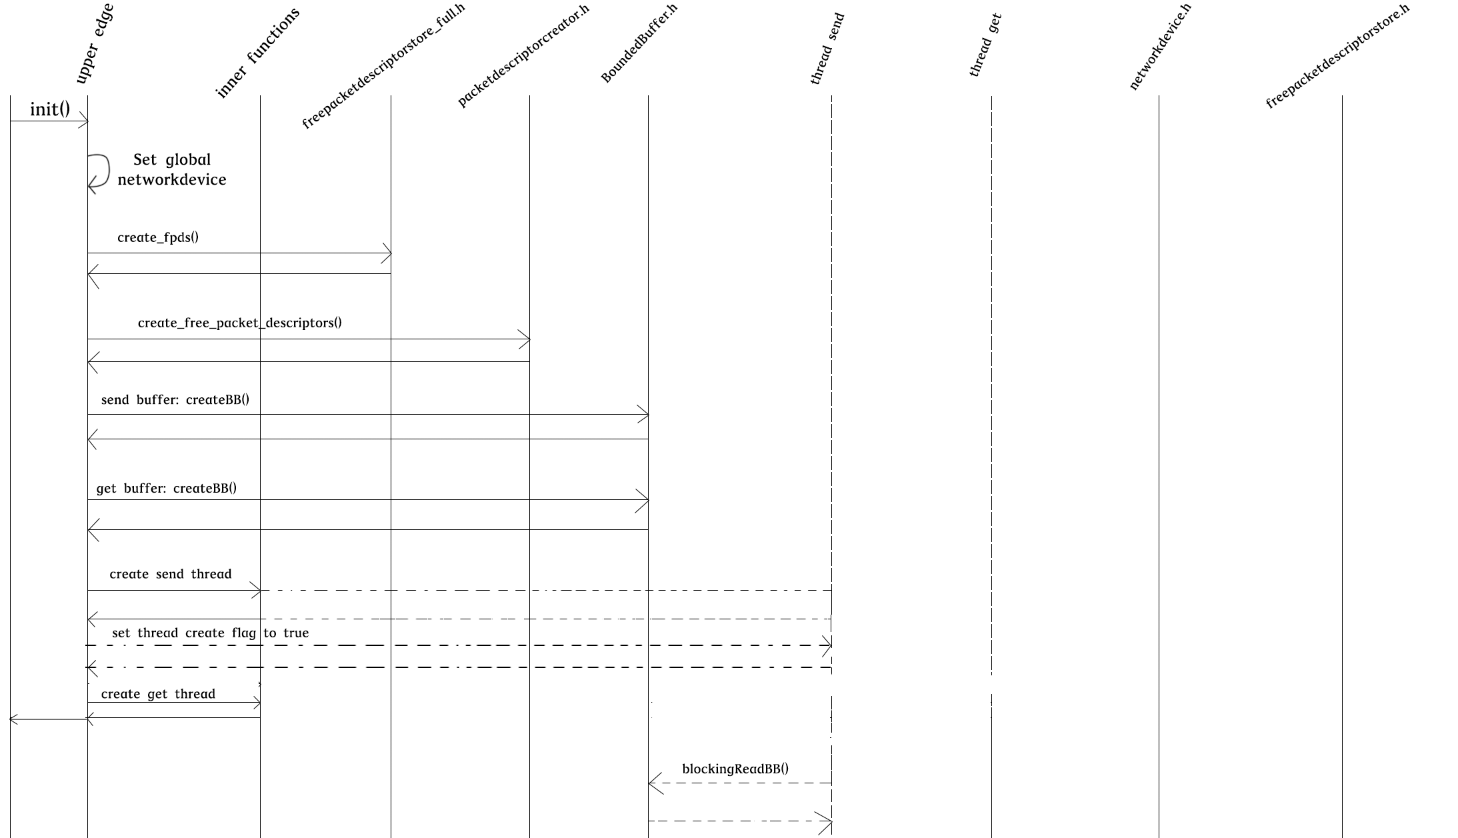 upper edge
inner functions
freepacketdescriptorstore_full.h
packetdescriptorcreator.h
BoundedBuffer.h
thread send
thread get
networkdevice.h
freepacketdescriptorstore.h
init()
Set global
networkdevice
create_fpds()
create_free_packet_descriptors()
send buffer: createBB()
get buffer: createBB()
create send thread
set thread create flag to true
create get thread
blockingReadBB()